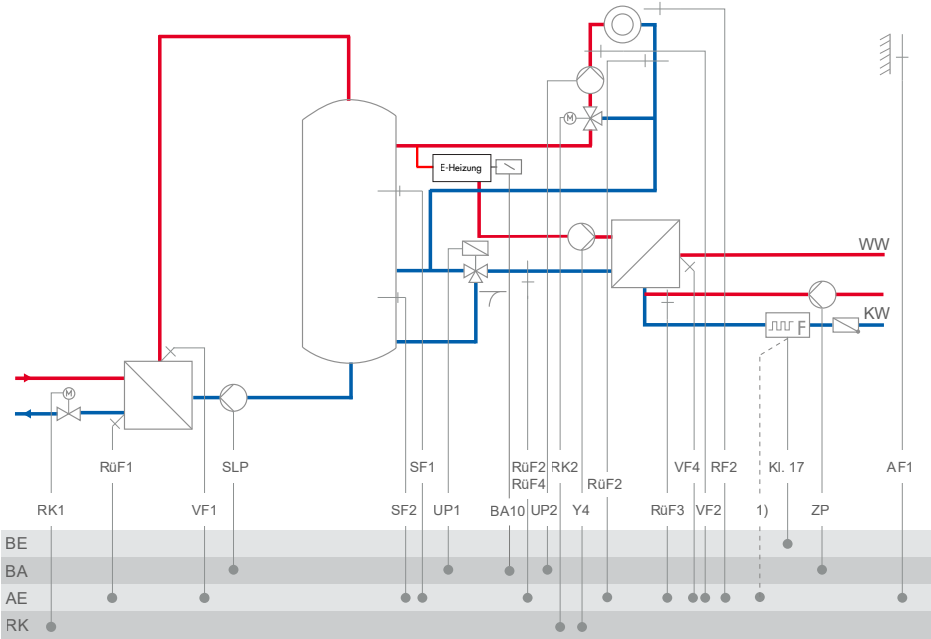 M
E-Heizung
WW
F
KW
M
RüF1 SLP SF1 RüF2 RK2 VF4 RF2 Kl. 17 AF1
RüF4 RüF2
RK1 VF1 SF2 UP1 BA10 UP2 Y4 RüF3 VF2 1) ZP
BE
BA
AE
RK